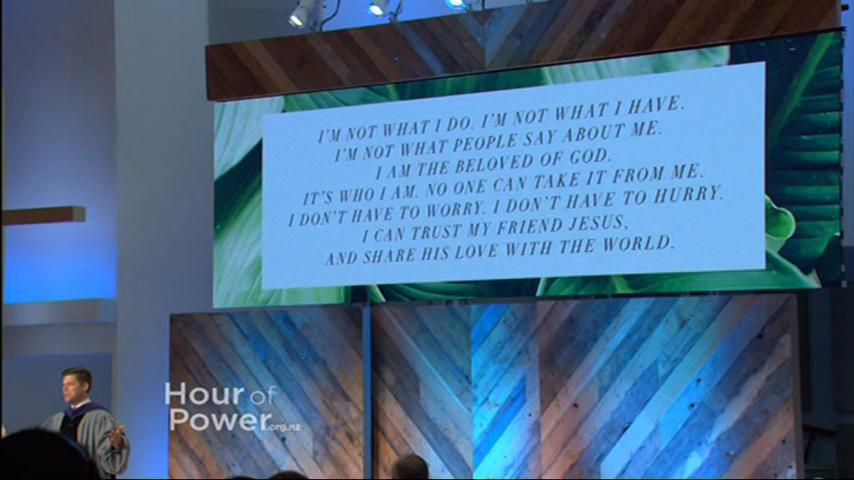 I'M NOT WHAT I DO. I'M NOT WHAT I HAVE.
I'M NOT WHAT PEOPLE SAY ABOUT ME.
I AM THE BELOVED OF GOD.
IT'S WHO I AM. NO ONE CAN TAKE IT FROM ME.
I DON'T HAVE TO WORRY. I DON'T HAVE TO HURRY.
I CAN TRUST MY FRIEND JESUS,
AND SHARE HIS LOVE WITH THE WORLD.
Hour of
Power.org.nz